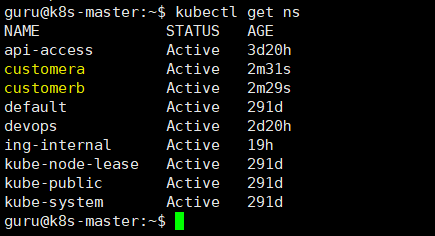 guru@k8s-master:~$ kubectl get ns
NAME STATUS AGE
api-access Active 3d20h
customera Active 2m31s
customerb Active 2m29s
default Active 291d
devops Active 2d20h
ing-internal Active 19h
kube-node-lease Active 291d
kube-public Active 291d
kube-system Active 291d
guru@k8s-master:~$